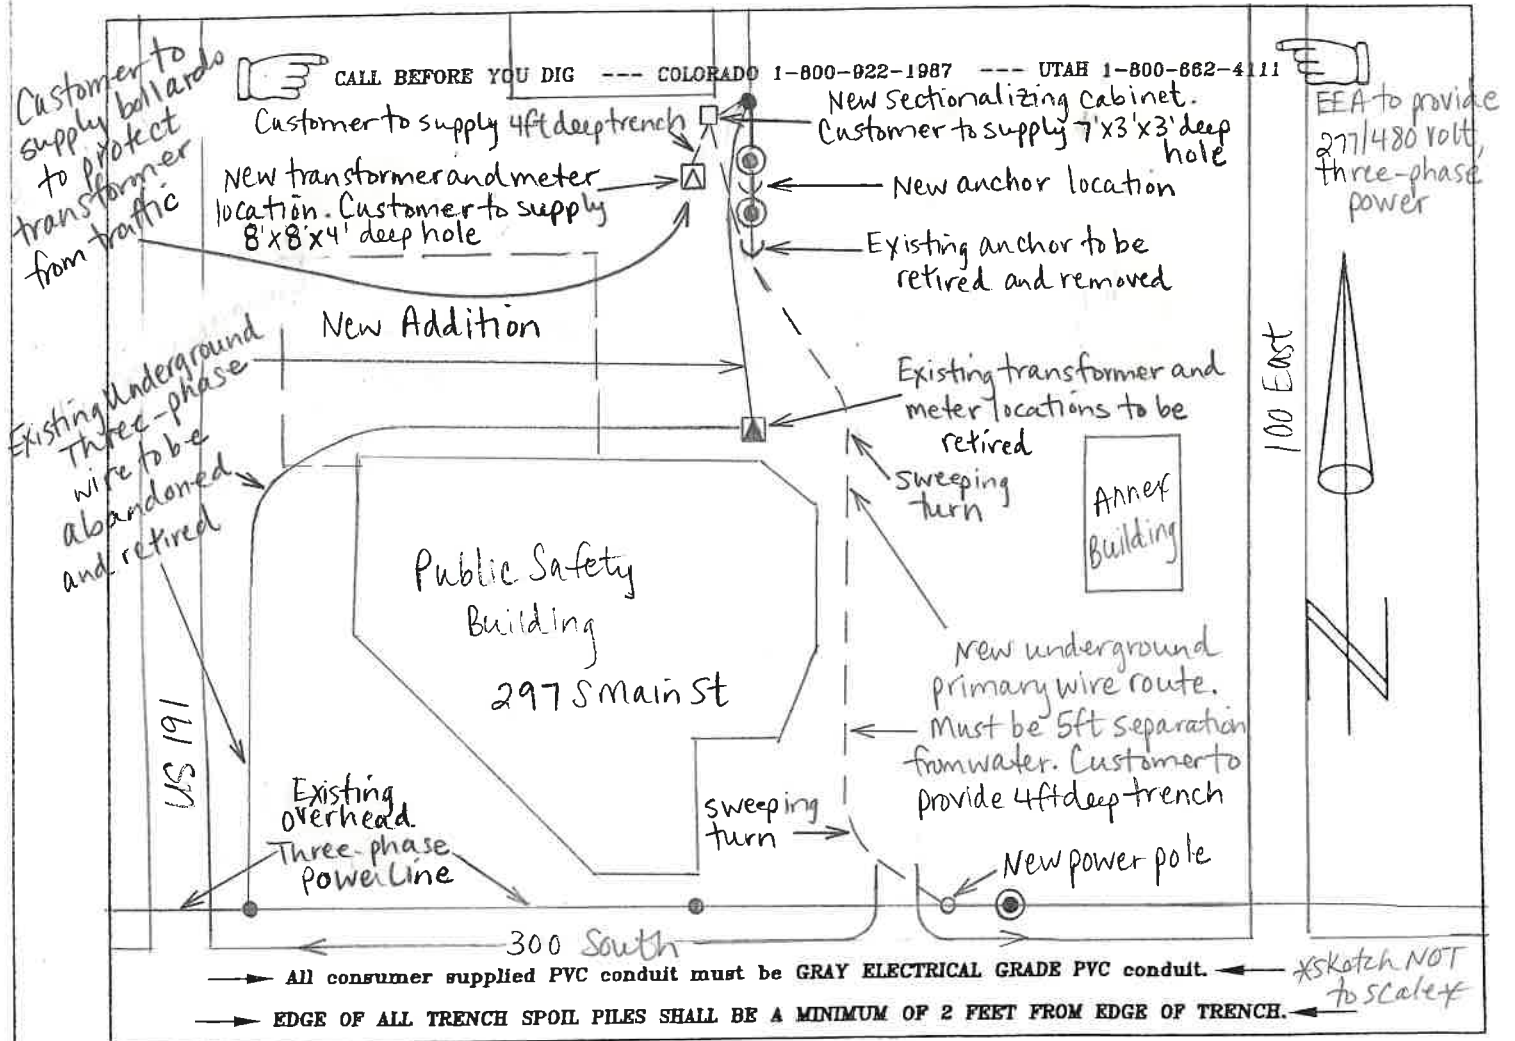 CALL BEFORE YOU DIG --- COLORADO 1-800-922-1987 ---- UTAH 1-800-662-4111
Customer to
supply bollards
to protect
transformer
from traffic
Customer to supply 4ft deep trench
New Sectionalizing cabinet.
Customer to supply 7'x3'x3' deep
hole
EEA to provide
277/480 volt,
three-phase
power
New transformer and meter
location. Customer to supply
8'x8'x4' deep hole
New anchor location
Existing anchor to be
retired and removed
New Addition
Existing Underground
Three-phase
wire to be
abandoned
and retired
Existing transformer and
meter locations to be
retired
100 East
sweeping
turn
Annex
Building
Public Safety
Building
297 S Main St
N
New underground
primary wire route.
Must be 5ft separation
from water. Customer to
provide 4ft deep trench
US 191
Existing
overhead
Three-phase
power Line
sweeping
turn
New power pole
300 South
All consumer supplied PVC conduit must be GRAY ELECTRICAL GRADE PVC conduit.
*Sketch NOT
to scale*
EDGE OF ALL TRENCH SPOIL PILES SHALL BE A MINIMUM OF 2 FEET FROM EDGE OF TRENCH.